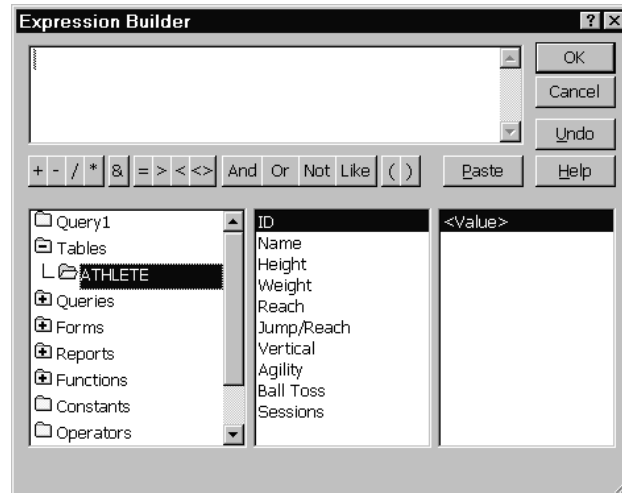 Expression Builder
OK
Cancel
Undo
+ - / * & = > < <> And Or Not Like ( ) Paste Help
Query1
Tables
ATHLETE
Queries
Forms
Reports
Functions
Constants
Operators
ID
Name
Height
Weight
Reach
Jump/Reach
Vertical
Agility
Ball Toss
Sessions
<Value>